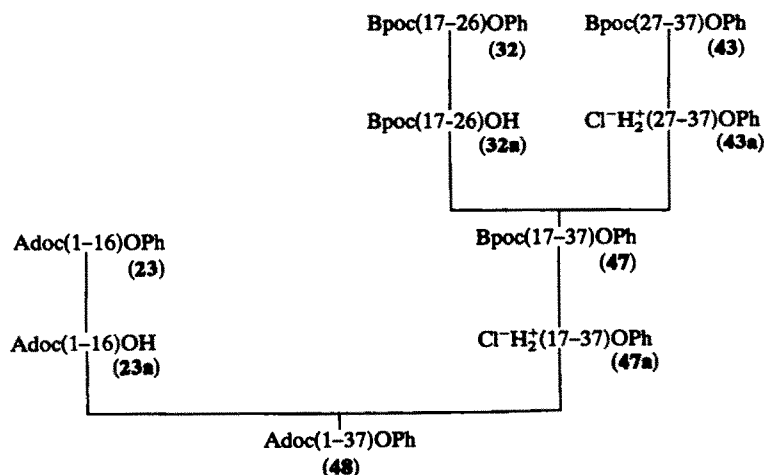 Bpoc(17–26)OPh Bpoc(27–37)OPh
(32) (43)
Bpoc(17-26)OH Cl⁻H₂⁺(27–37)OPh
(32a) (43a)
Adoc(1–16)OPh Bpoc(17–37)OPh
(23) (47)
Adoc(1–16)OH Cl⁻H₂⁺(17–37)OPh
(23a) (47a)
Adoc(1–37)OPh
(48)